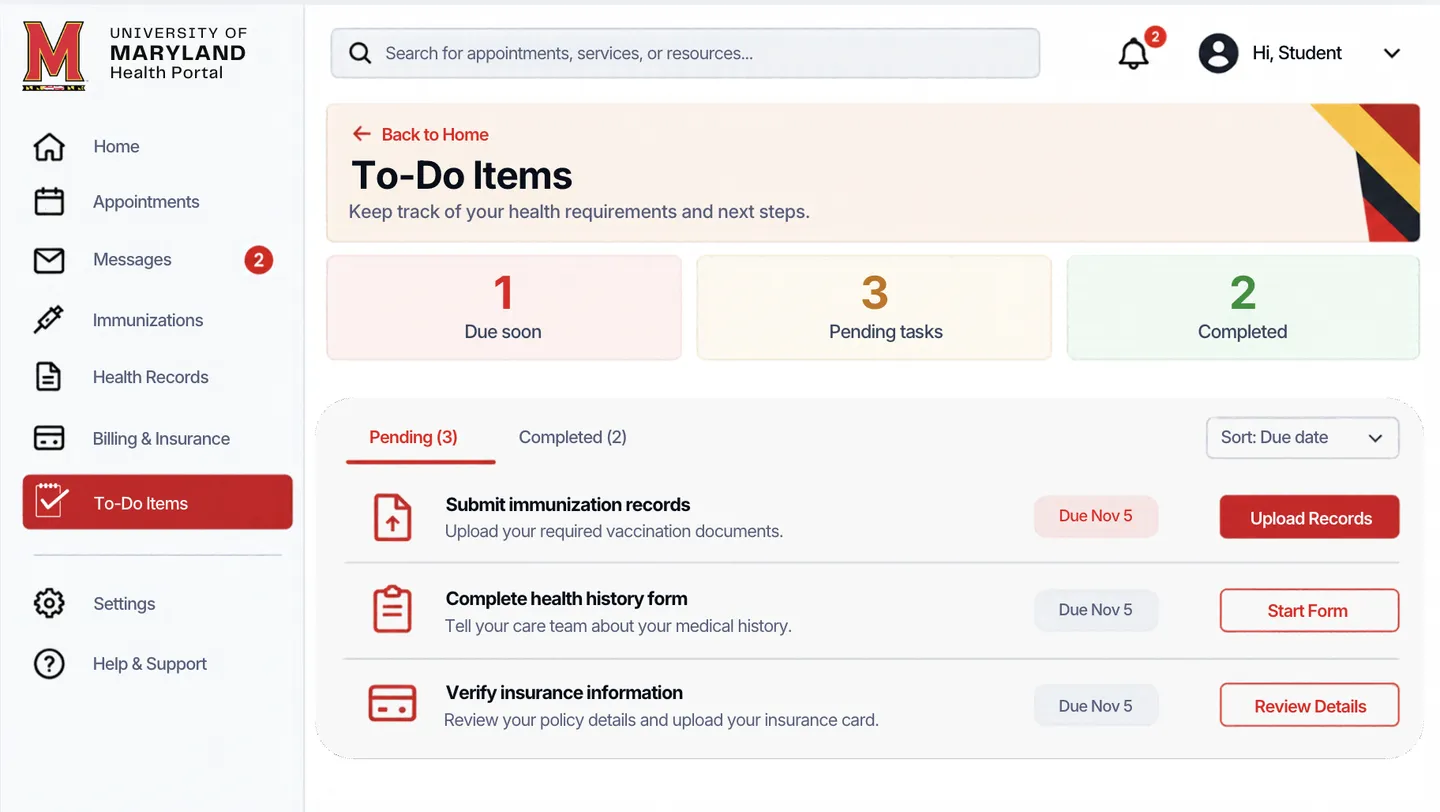 UNIVERSITY OF
MARYLAND
Health Portal
Home
Appointments
Messages 2
Immunizations
Health Records
Billing & Insurance
To-Do Items
Settings
Help & Support
Search for appointments, services, or resources...
2
Hi, Student
Back to Home
To-Do Items
Keep track of your health requirements and next steps.
1
Due soon
3
Pending tasks
2
Completed
Pending (3) Completed (2) Sort: Due date
Submit immunization records
Upload your required vaccination documents.
Due Nov 5
Upload Records
Complete health history form
Tell your care team about your medical history.
Due Nov 5
Start Form
Verify insurance information
Review your policy details and upload your insurance card.
Due Nov 5
Review Details